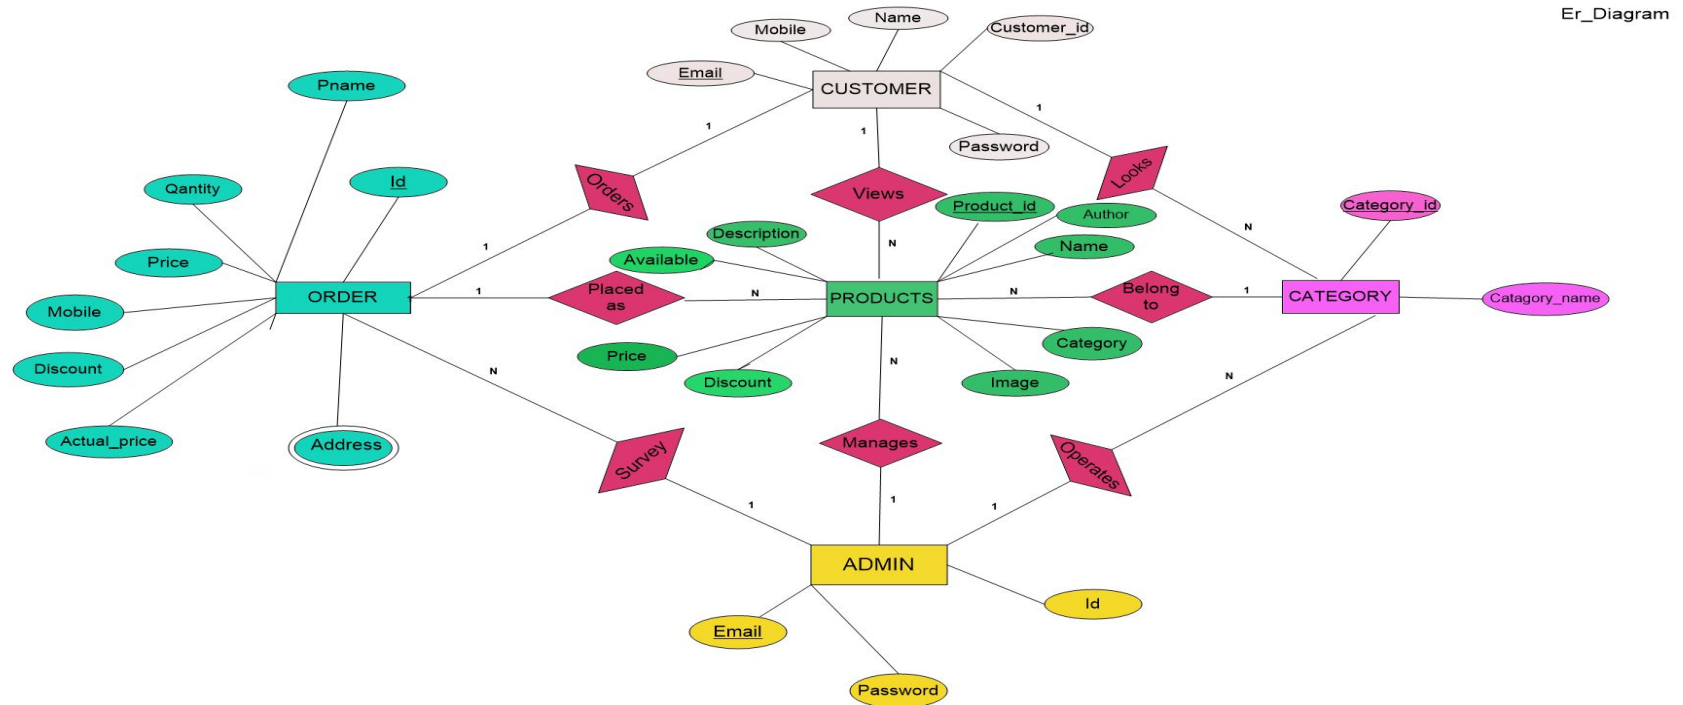 Er_Diagram
Name
Mobile
Customer_id
Email
CUSTOMER
Pname
1
1
1
Password
Id
Qantity
Orders
Views
Looks
Product_id
Category_id
Author
Description
N
N
1
Name
Available
Price
ORDER
1
Placed
as
N
PRODUCTS
N
Belong
to
1
CATEGORY
Catagory_name
Mobile
Price
Category
Discount
N
N
N
Discount
Image
Actual_price
Address
Survey
Manages
Operates
1
1
1
ADMIN
Id
Email
Password